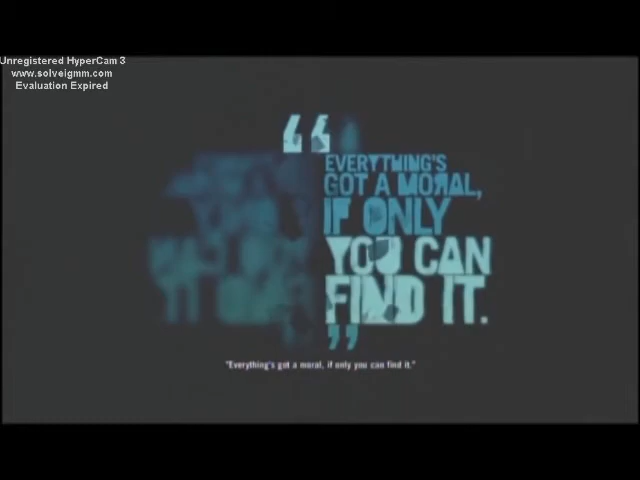 Unregistered HyperCam 3
www.solveigmm.com
Evaluation Expired
“
EVERYTHING'S
GOT A MORAL,
IF ONLY
YOU CAN
FIND IT.
”
"Everything's got a moral, if only you can find it."